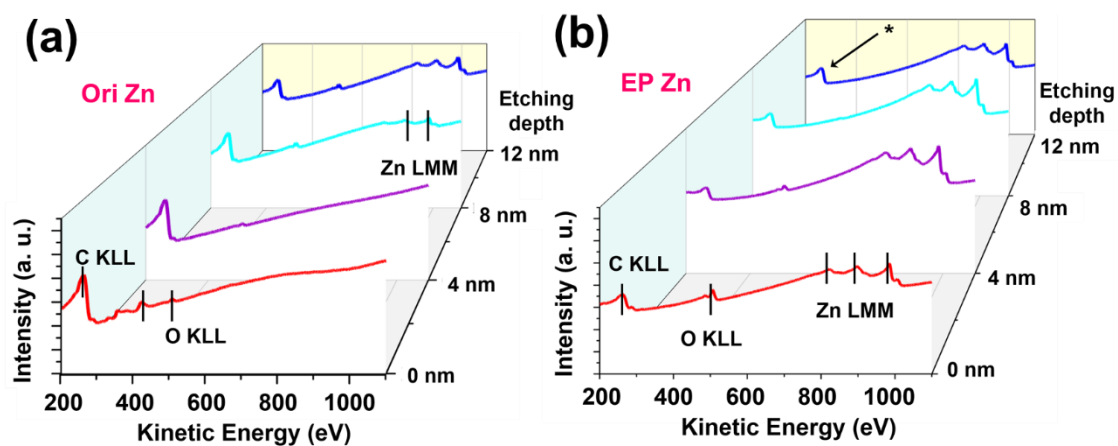 (a)
Ori Zn
Etching
depth
12 nm
Zn LMM
8 nm
C KLL
4 nm
O KLL
0 nm
Intensity (a. u.)
200 400 600 800 1000
Kinetic Energy (eV)
(b)
*
EP Zn
Etching
depth
12 nm
8 nm
C KLL
4 nm
O KLL
Zn LMM
0 nm
Intensity (a. u.)
200 400 600 800 1000
Kinetic Energy (eV)